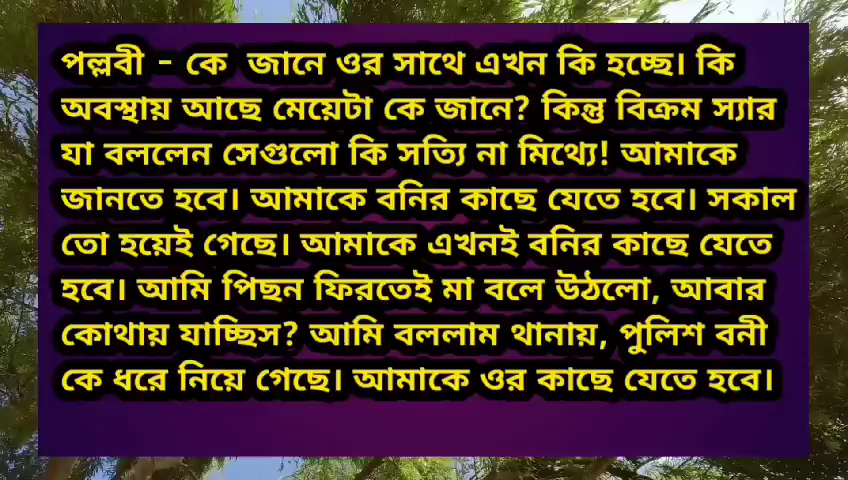 পল্লবী - কে জানে ওর সাথে এখন কি হচ্ছে। কি
অবস্থায় আছে মেয়েটা কে জানে? কিন্তু বিক্রম স্যার
যা বললেন সেগুলো কি সত্যি না মিথ্যে! আমাকে
জানতে হবে। আমাকে বনির কাছে যেতে হবে। সকাল
তো হয়েই গেছে। আমাকে এখনই বনির কাছে যেতে
হবে। আমি পিছন ফিরতেই মা বলে উঠলো, আবার
কোথায় যাচ্ছিস? আমি বললাম থানায়, পুলিশ বনী
কে ধরে নিয়ে গেছে। আমাকে ওর কাছে যেতে হবে।